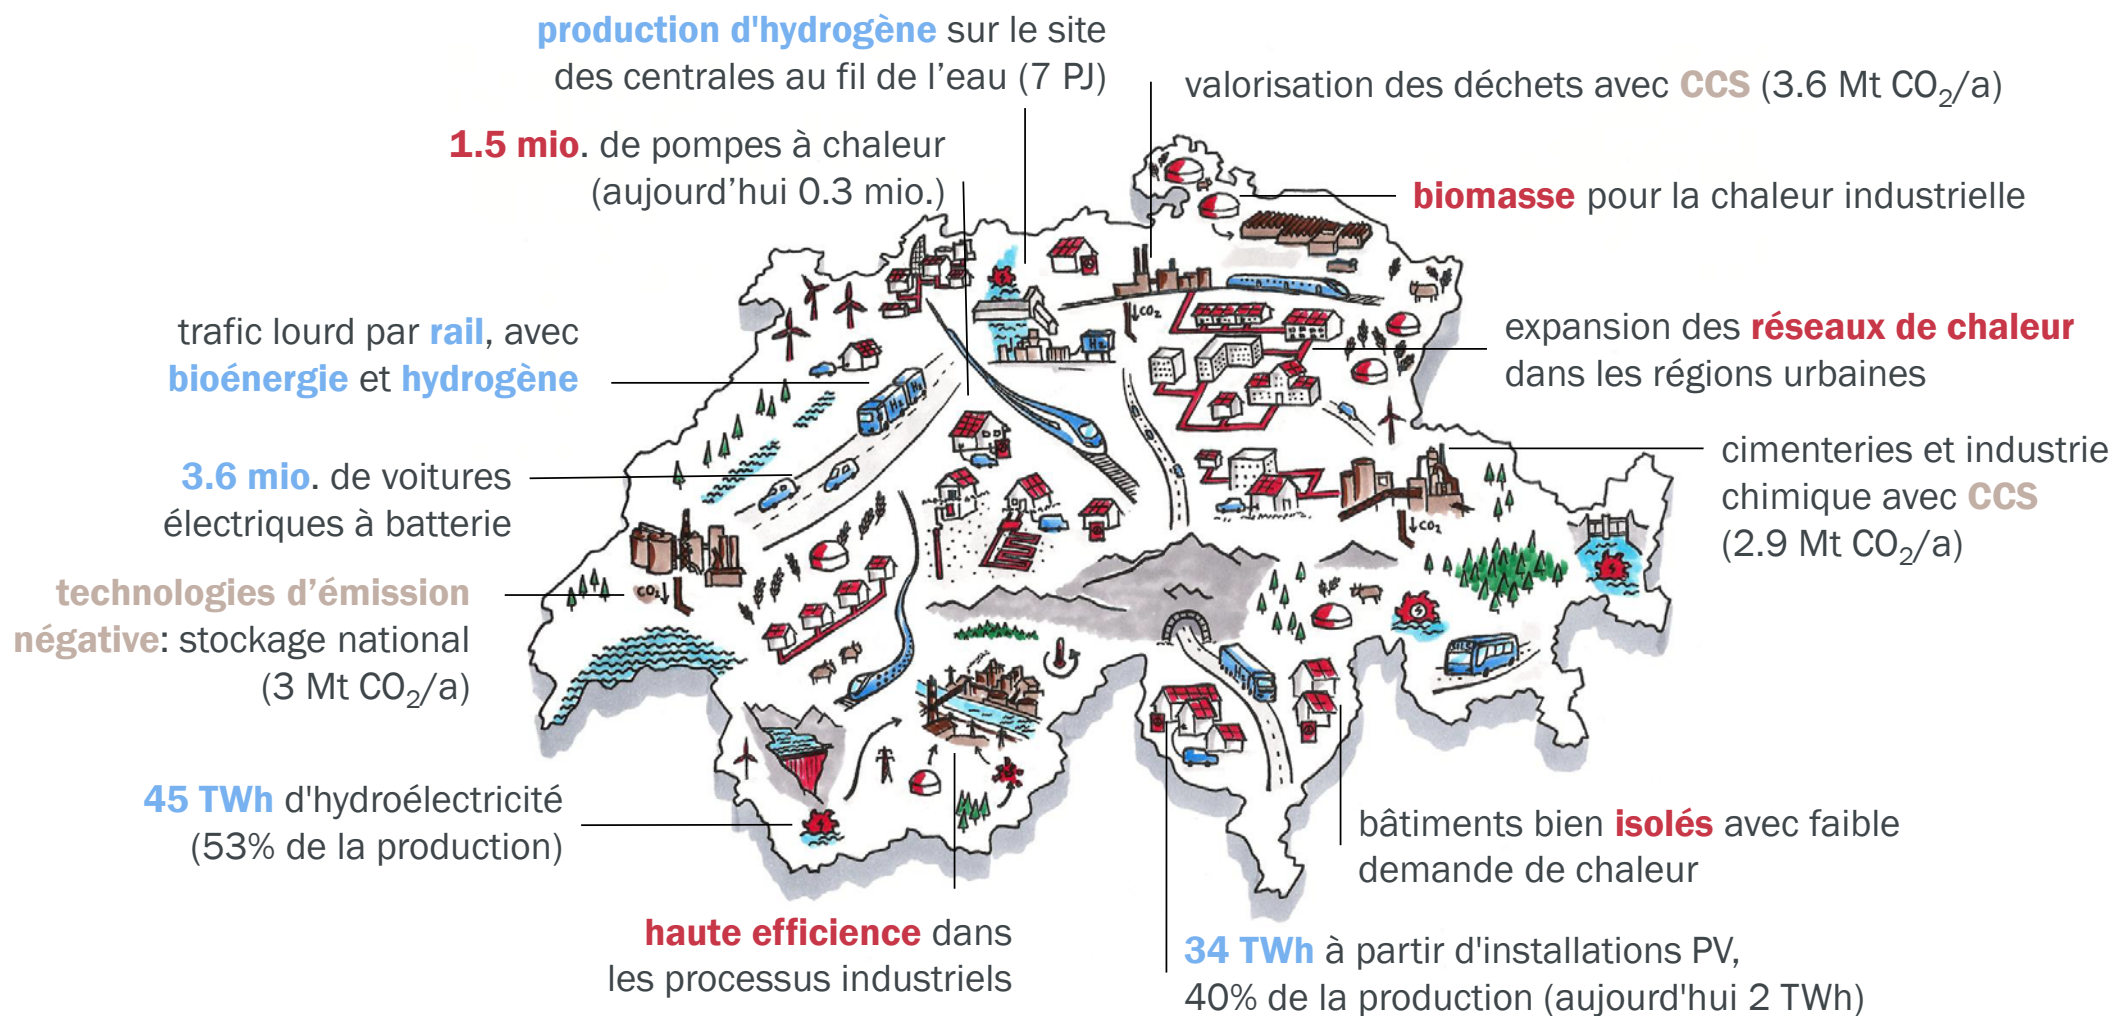 production d'hydrogène sur le site
des centrales au fil de l’eau (7 PJ)
valorisation des déchets avec CCS (3.6 Mt CO₂/a)
1.5 mio. de pompes à chaleur
(aujourd’hui 0.3 mio.)
biomasse pour la chaleur industrielle
trafic lourd par rail, avec
bioénergie et hydrogène
expansion des réseaux de chaleur
dans les régions urbaines
3.6 mio. de voitures
électriques à batterie
cimenteries et industrie
chimique avec CCS
(2.9 Mt CO₂/a)
technologies d’émission
négative: stockage national
(3 Mt CO₂/a)
45 TWh d'hydroélectricité
(53% de la production)
bâtiments bien isolés avec faible
demande de chaleur
haute efficience dans
les processus industriels
34 TWh à partir d'installations PV,
40% de la production (aujourd'hui 2 TWh)
CO₂
H₂
H₂
CO₂
CO₂
H₂